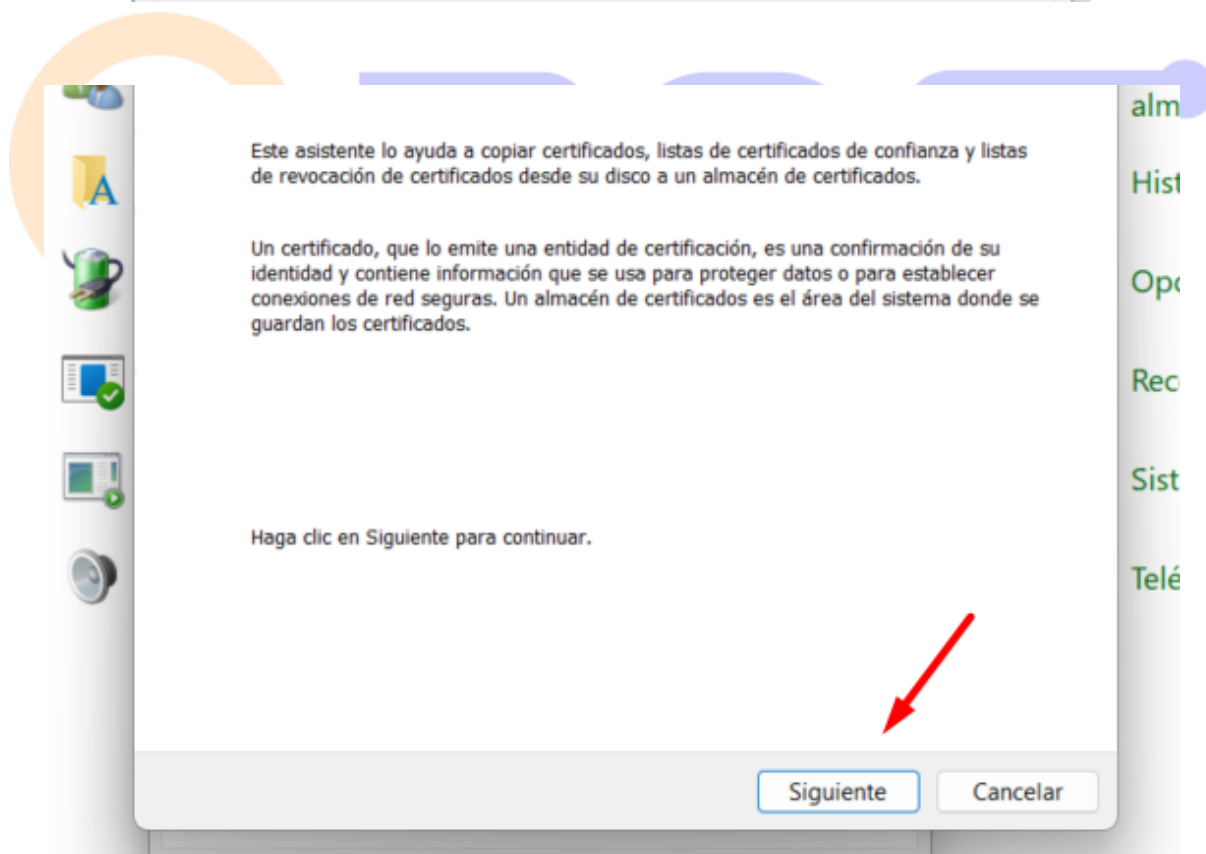 alm
Este asistente lo ayuda a copiar certificados, listas de certificados de confianza y listas
de revocación de certificados desde su disco a un almacén de certificados.
Hist
Un certificado, que lo emite una entidad de certificación, es una confirmación de su
identidad y contiene información que se usa para proteger datos o para establecer
conexiones de red seguras. Un almacén de certificados es el área del sistema donde se
guardan los certificados.
Opc
Rec
Sist
Haga clic en Siguiente para continuar.
Telé
Siguiente Cancelar